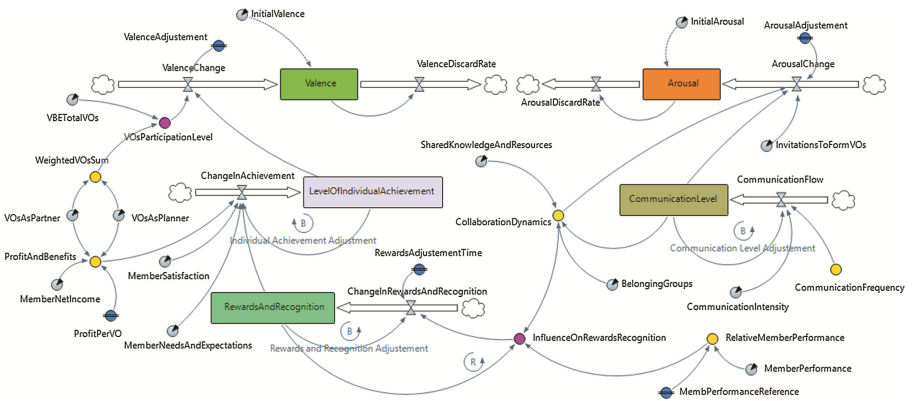 InitialValence
InitialArousal
ValenceAdjustement
ArousalAdjustement
ValenceChange
ValenceDiscardRate
ArousalChange
Valence
Arousal
ArousalDiscardRate
VBETotalVOs
VOsParticipationLevel
SharedKnowledgeAndResources
InvitationsToFormVOs
WeightedVOsSum
ChangeInAchievement
CommunicationFlow
LevelOfIndividualAchievement
CommunicationLevel
VOsAsPartner
VOsAsPlanner
CollaborationDynamics
B
B
Individual Achievement Adjustment
Communication Level Adjustement
ProfitAndBenefits
RewardsAdjustementTime
MemberSatisfaction
BelongingGroups
CommunicationFrequency
ChangeInRewardsAndRecognition
MemberNetIncome
RewardsAndRecognition
CommunicationIntensity
ProfitPerVO
B
MemberNeedsAndExpectations
InfluenceOnRewardsRecognition
RelativeMemberPerformance
Rewards and Recognition Adjustement
R
MemberPerformance
MembPerformanceReference